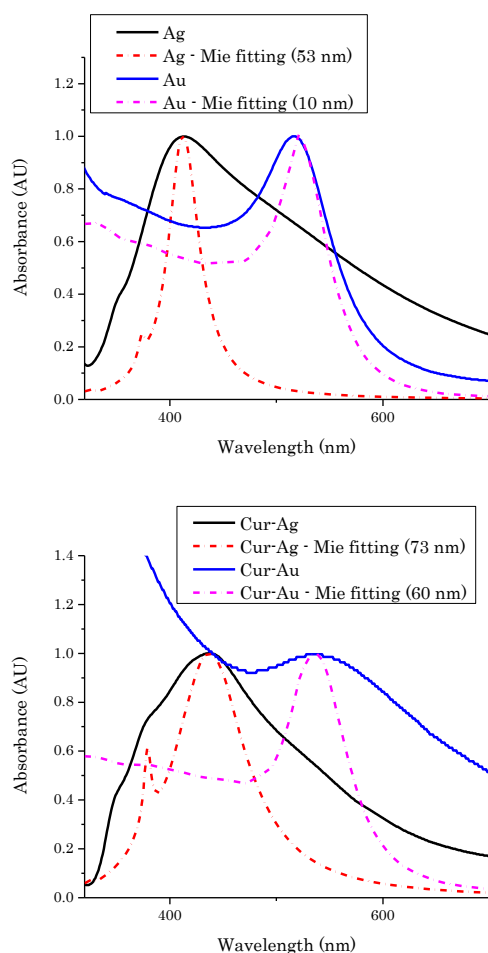 Ag
Ag - Mie fitting (53 nm)
Au
Au - Mie fitting (10 nm)
1.2
1.0
0.8
0.6
0.4
0.2
0.0
Absorbance (AU)
400
600
Wavelength (nm)
Cur-Ag
Cur-Ag - Mie fitting (73 nm)
Cur-Au
Cur-Au - Mie fitting (60 nm)
1.4
1.2
1.0
0.8
0.6
0.4
0.2
0.0
Absorbance (AU)
400
600
Wavelength (nm)